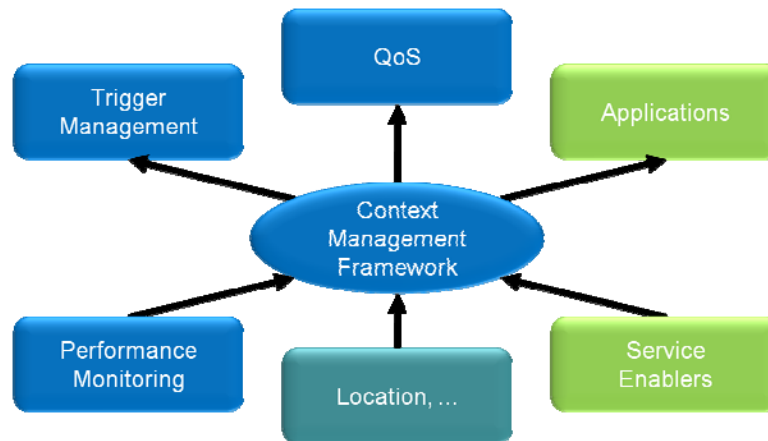 QoS
Trigger
Management
Applications
Context
Management
Framework
Performance
Monitoring
Location, ...
Service
Enablers